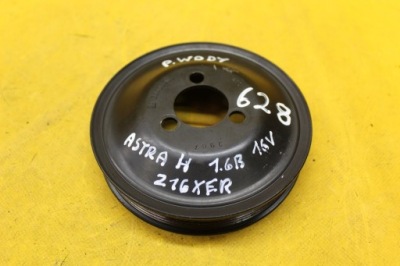 P.WODY
628
ASTRA H 1.6B 16V
Z16XER